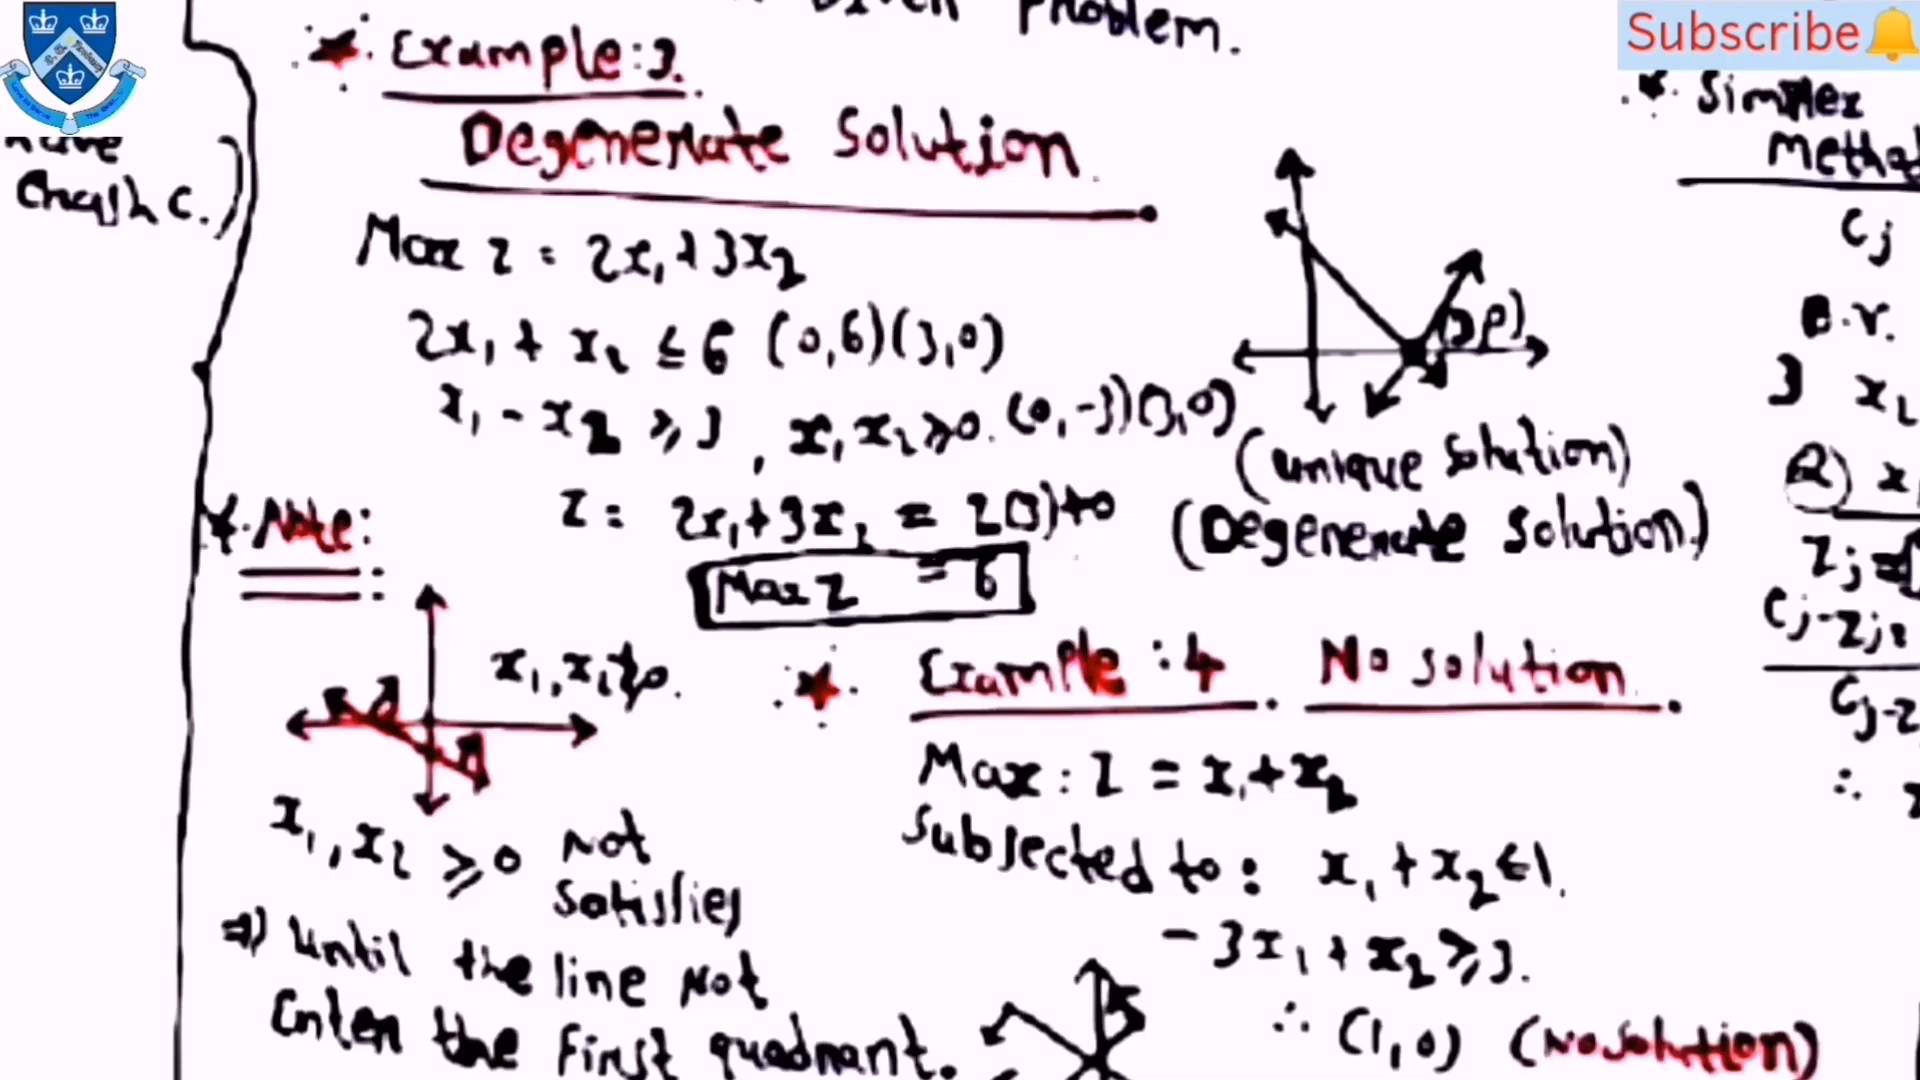 Problem.
Subscribe
* Example:3.
Degenerate Solution
Max z = 2x₁+3x₂
2x₁ + x₂ ≤ 6 (0,6)(3,0)
x₁ - x₂ ≥ 3, x₁ x₂ ≥ 0. (0,-3)(3,0)
(unique solution)
z = 2x₁+3x₂ = 2(3)+0
(Degenerate Solution)
Max z = 6
* Note:
* Example:4. No solution.
Max: z = x₁+x₂
Subjected to: x₁ + x₂ ≤ 1.
-3x₁ + x₂ ≥ 3.
∴ (1,0) (No solution)
x₁,x₂ ≥ 0 Not
satisfies
⇒) Until the line Not
Enter the First quadrant.
* Simplex
Method
Cj
B.V.
3 x₂
Zj =
Cj-Zj